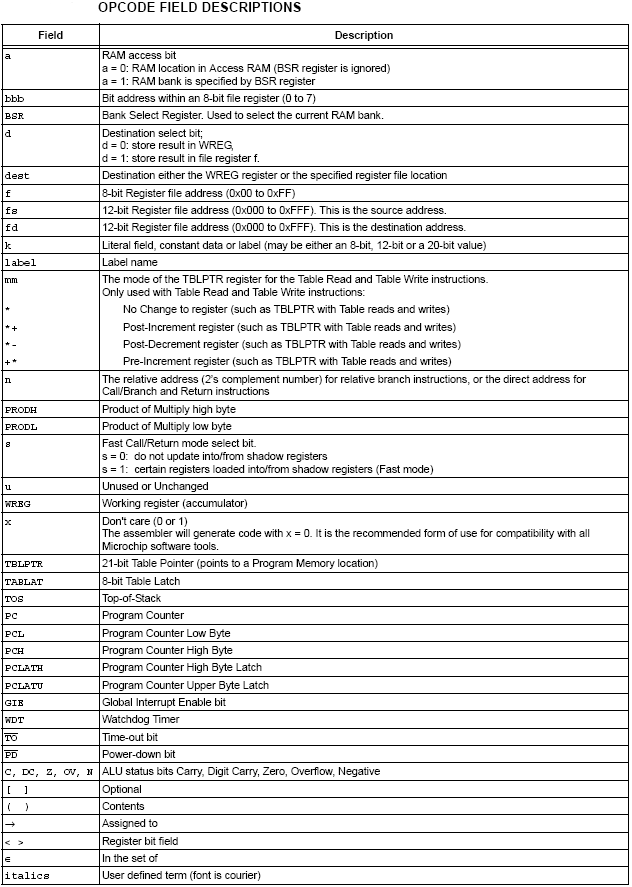 OPCODE FIELD DESCRIPTIONS
Field Description
a RAM access bit
a = 0: RAM location in Access RAM (BSR register is ignored)
a = 1: RAM bank is specified by BSR register
bbb Bit address within an 8-bit file register (0 to 7)
BSR Bank Select Register. Used to select the current RAM bank.
d Destination select bit;
d = 0: store result in WREG,
d = 1: store result in file register f.
dest Destination either the WREG register or the specified register file location
f 8-bit Register file address (0x00 to 0xFF)
fs 12-bit Register file address (0x000 to 0xFFF). This is the source address.
fd 12-bit Register file address (0x000 to 0xFFF). This is the destination address.
k Literal field, constant data or label (may be either an 8-bit, 12-bit or a 20-bit value)
label Label name
mm The mode of the TBLPTR register for the Table Read and Table Write instructions.
Only used with Table Read and Table Write instructions:
* No Change to register (such as TBLPTR with Table reads and writes)
*+ Post-Increment register (such as TBLPTR with Table reads and writes)
*- Post-Decrement register (such as TBLPTR with Table reads and writes)
+* Pre-Increment register (such as TBLPTR with Table reads and writes)
n The relative address (2's complement number) for relative branch instructions, or the direct address for
Call/Branch and Return instructions
PRODH Product of Multiply high byte
PRODL Product of Multiply low byte
s Fast Call/Return mode select bit.
s = 0: do not update into/from shadow registers
s = 1: certain registers loaded into/from shadow registers (Fast mode)
u Unused or Unchanged
WREG Working register (accumulator)
x Don't care (0 or 1)
The assembler will generate code with x = 0. It is the recommended form of use for compatibility with all
Microchip software tools.
TBLPTR 21-bit Table Pointer (points to a Program Memory location)
TABLAT 8-bit Table Latch
TOS Top-of-Stack
PC Program Counter
PCL Program Counter Low Byte
PCH Program Counter High Byte
PCLATH Program Counter High Byte Latch
PCLATU Program Counter Upper Byte Latch
GIE Global Interrupt Enable bit
WDT Watchdog Timer
T̅O̅ Time-out bit
P̅D̅ Power-down bit
C, DC, Z, OV, N ALU status bits Carry, Digit Carry, Zero, Overflow, Negative
[ ] Optional
( ) Contents
→ Assigned to
< > Register bit field
∈ In the set of
italics User defined term (font is courier)